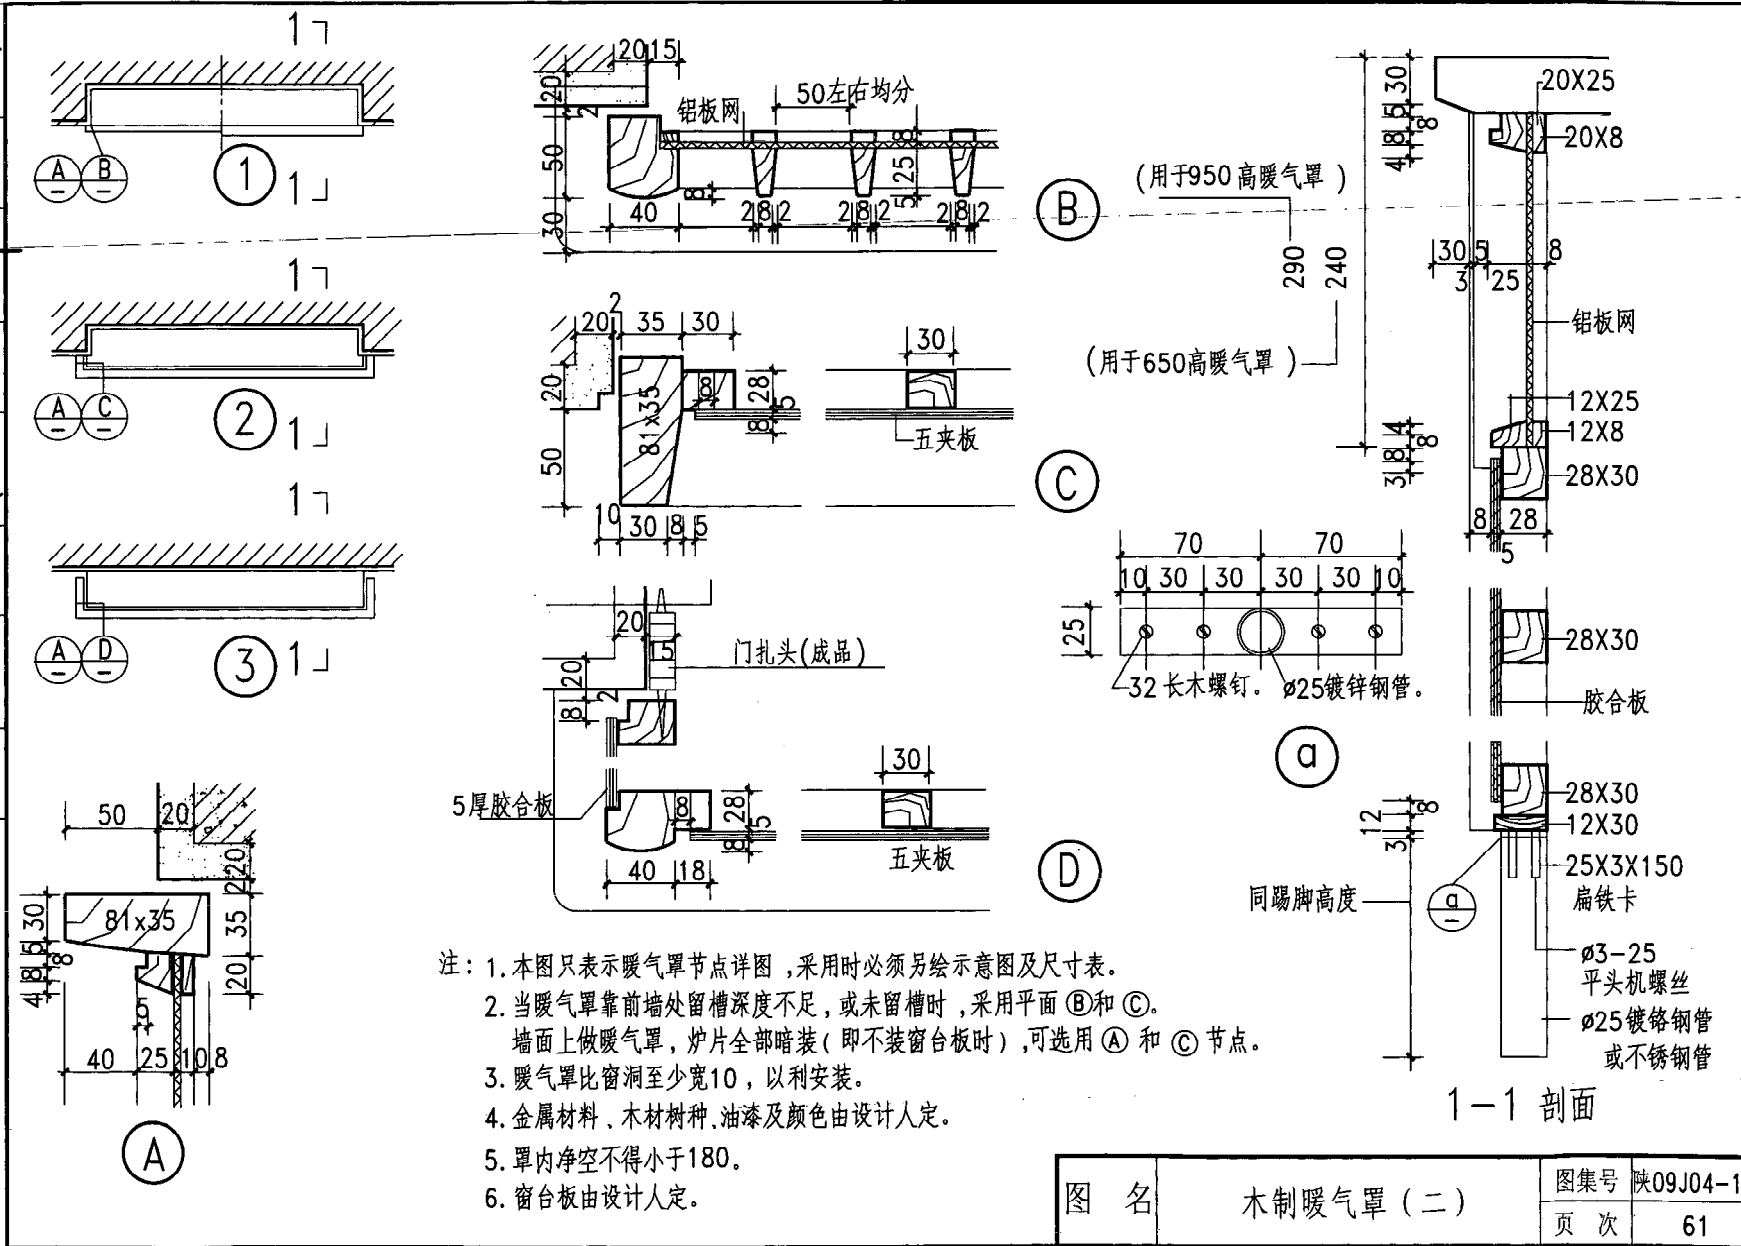 1
A
B
1
1
1
A
C
2
1
1
A
D
3
1
50
20
20
2
81x35
30
5
8
8
4
35
20
5
40
25
10
8
A
20
15
20
2
铝板网
50左右均分
50
30
8
25
5
8
40
2 8 2
2 8 2
2 8 2
B
2
20
35
30
30
20
81x35
8
28
5
8
五夹板
50
10
30
8
5
C
20
15
门扎头(成品)
20
2
8
30
5厚胶合板
8
28
5
8
五夹板
40
18
D
(用于950高暖气罩)
290
240
(用于650高暖气罩)
30
5
8
8
4
20X25
20X8
30
5
8
3
25
铝板网
12X25
12X8
4
8
8
3
28X30
8
28
5
70
70
10
30
30
30
30
10
25
32长木螺钉。
ø25镀锌钢管。
a
28X30
胶合板
8
12
3
28X30
12X30
25X3X150
扁铁卡
同踢脚高度
a
ø3-25
平头机螺丝
ø25镀铬钢管
或不锈钢管
1-1 剖面
注: 1.本图只表示暖气罩节点详图,采用时必须另绘示意图及尺寸表。
2.当暖气罩靠前墙处留槽深度不足,或未留槽时,采用平面Ⓑ和Ⓒ。
墙面上做暖气罩,炉片全部暗装(即不装窗台板时),可选用Ⓐ和Ⓒ节点。
3.暖气罩比窗洞至少宽10,以利安装。
4.金属材料、木材树种、油漆及颜色由设计人定。
5.罩内净空不得小于180。
6.窗台板由设计人定。
图 名
木制暖气罩(二)
图集号
陕09J04-1
页 次
61